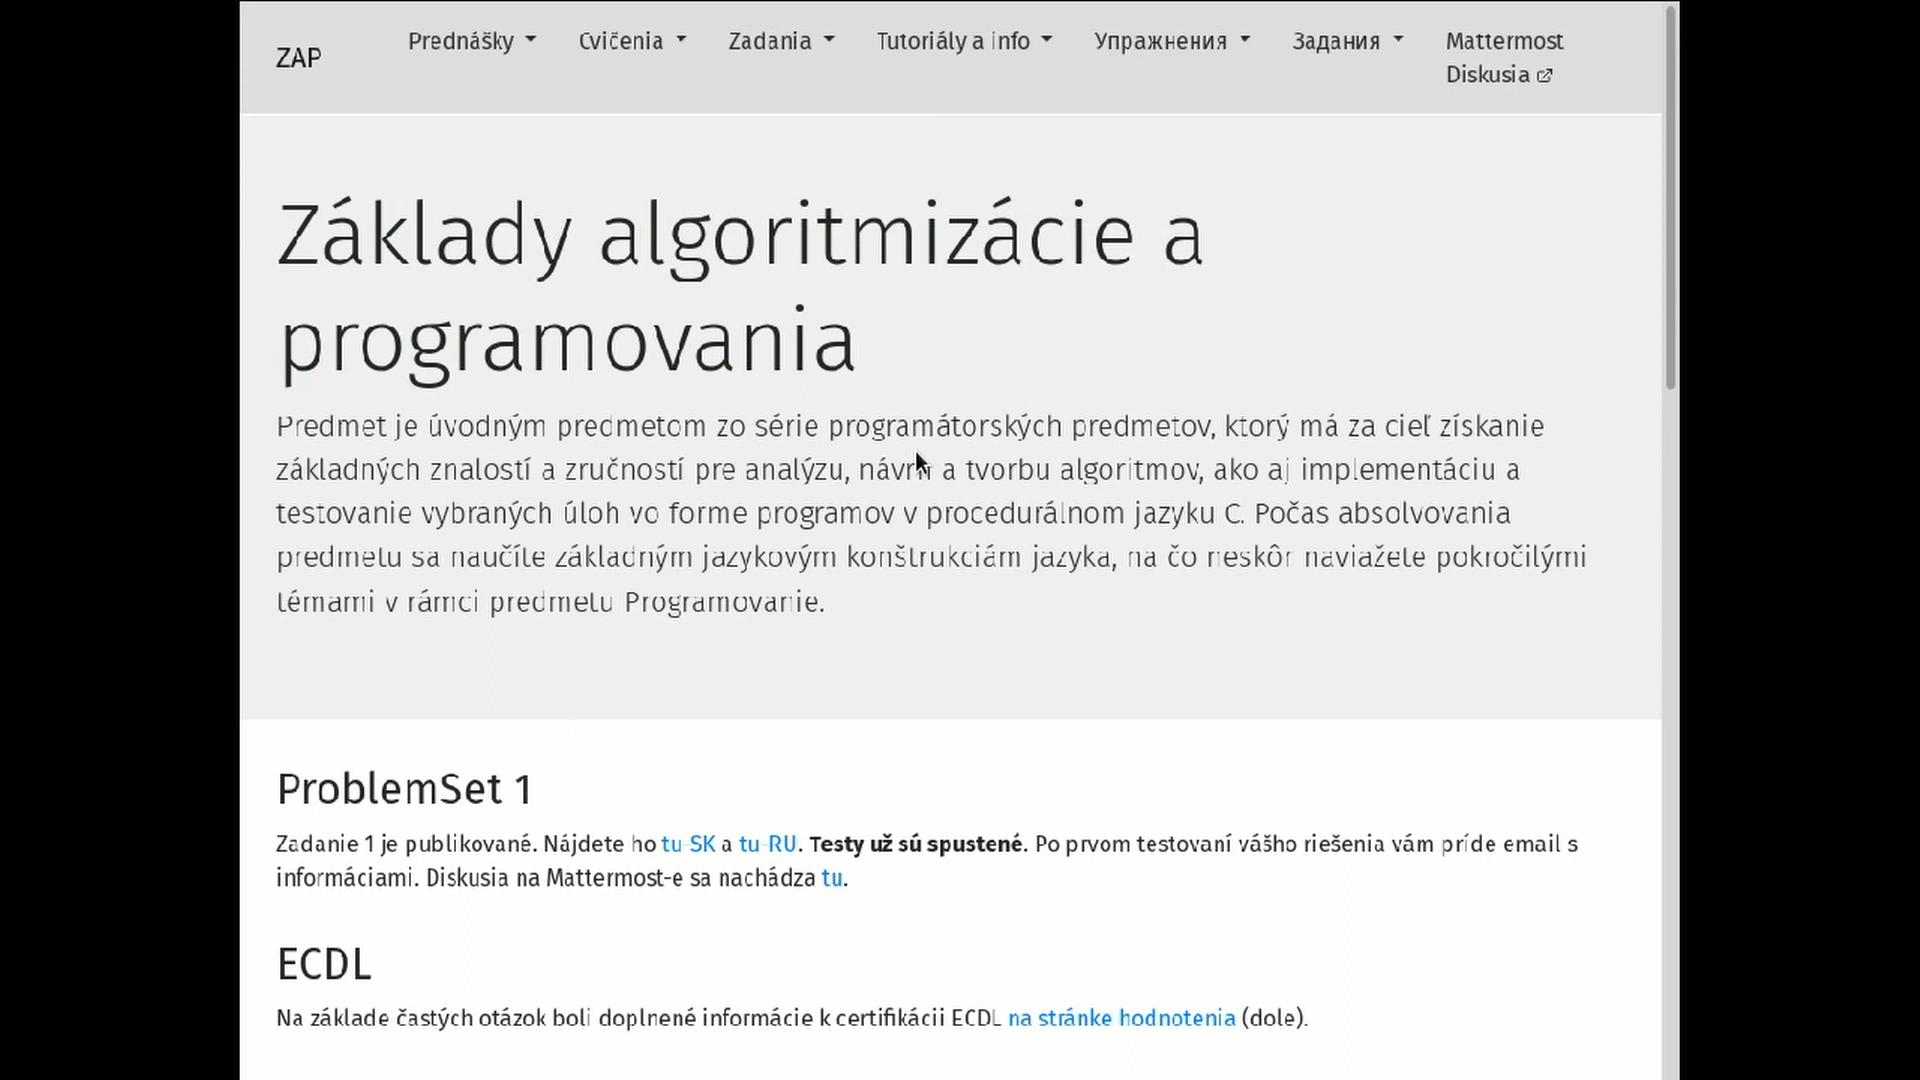 ZAP
Prednášky
Cvičenia
Zadania
Tutoriály a info
Упражнения
Задания
Mattermost
Diskusia
Základy algoritmizácie a
programovania
Predmet je úvodným predmetom zo série programátorských predmetov, ktorý má za cieľ získanie
základných znalostí a zručností pre analýzu, návrh a tvorbu algoritmov, ako aj implementáciu a
testovanie vybraných úloh vo forme programov v procedurálnom jazyku C. Počas absolvovania
predmetu sa naučíte základným jazykovým konštrukciám jazyka, na čo neskôr naviažete pokročilými
témami v rámci predmetu Programovanie.
ProblemSet 1
Zadanie 1 je publikované. Nájdete ho tu-SK a tu-RU. Testy už sú spustené. Po prvom testovaní vášho riešenia vám príde email s
informáciami. Diskusia na Mattermost-e sa nachádza tu.
ECDL
Na základe častých otázok boli doplnené informácie k certifikácii ECDL na stránke hodnotenia (dole).